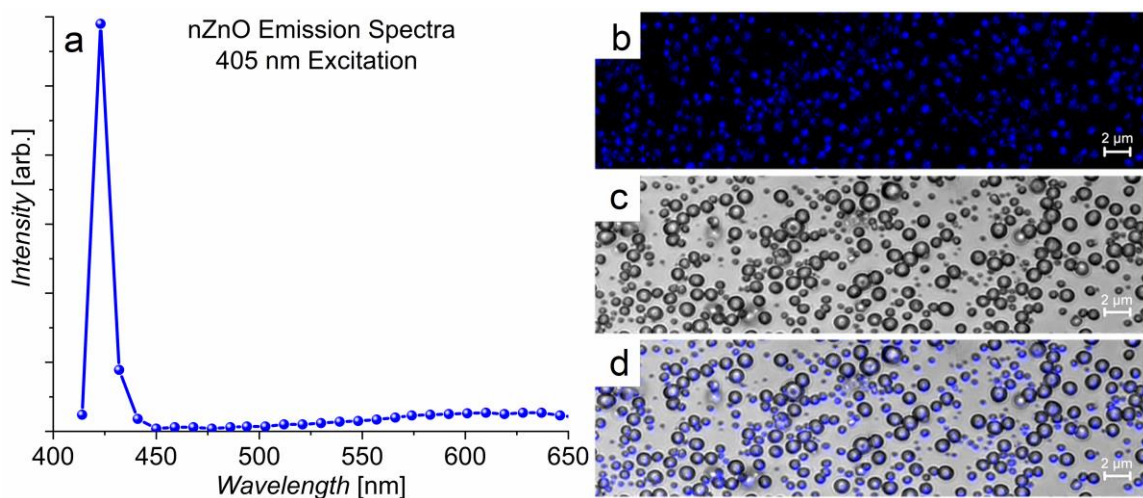 a
nZnO Emission Spectra
405 nm Excitation
Intensity [arb.]
400 450 500 550 600 650
Wavelength [nm]
b
2 µm
c
2 µm
d
2 µm